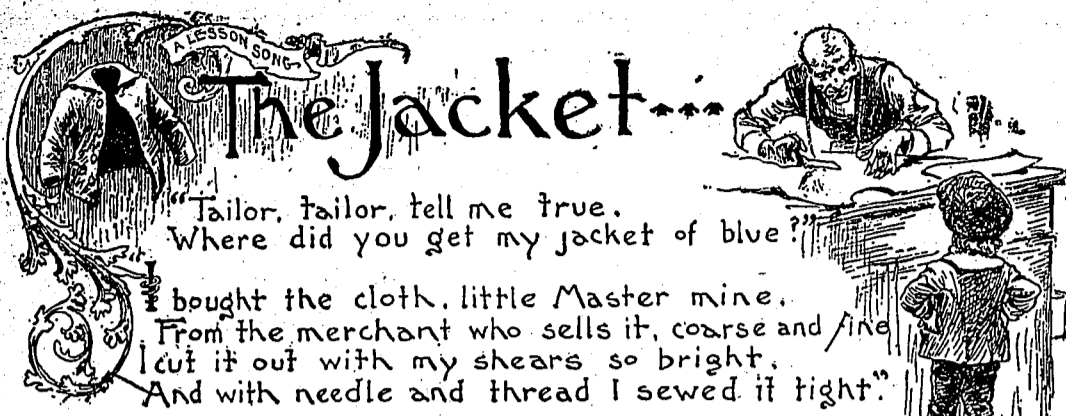 A LESSON SONG
The Jacket
"Tailor, tailor, tell me true.
Where did you get my jacket of blue?"
"I bought the cloth, little Master mine.
From the merchant who sells it, coarse and fine
I cut it out with my shears so bright.
And with needle and thread I sewed it tight."